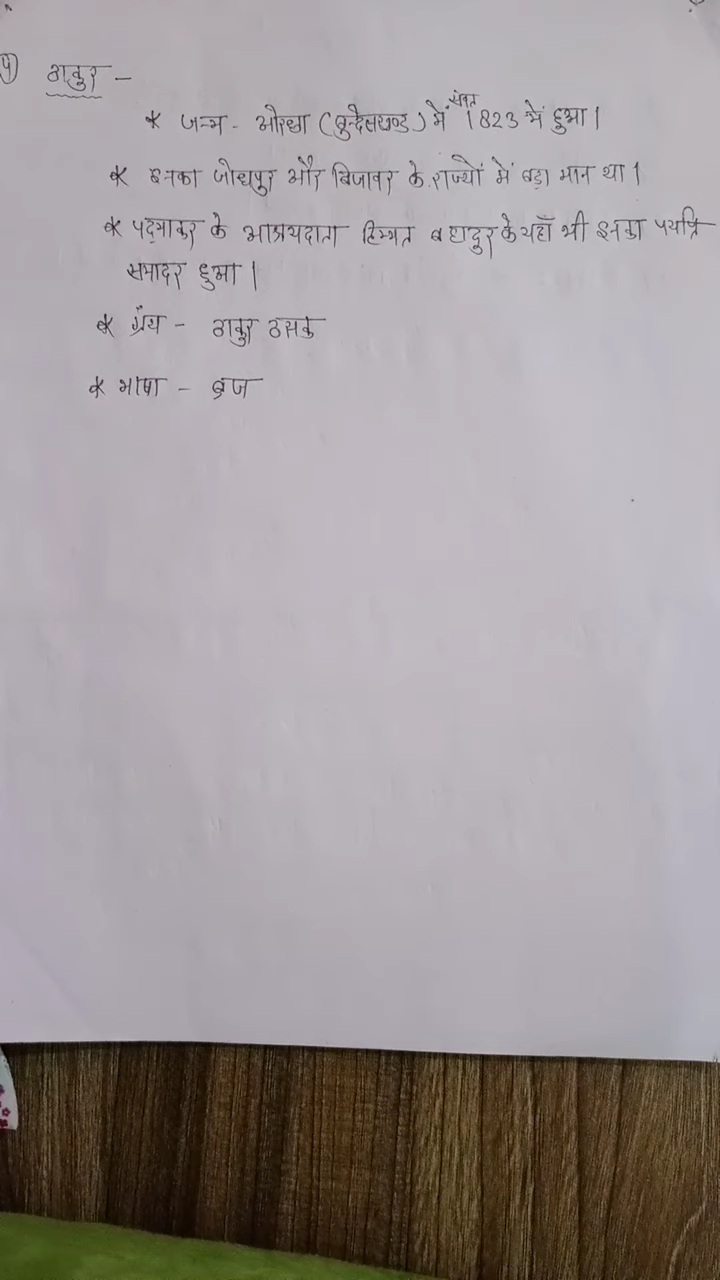 ५) ठाकुर –
* जन्म - ओरछा (बुन्देलखण्ड) में संवत 1823 में हुआ।
* इनका जोधपुर और बिजावर के राज्यों में बड़ा मान था।
* पद्माकर के आश्रयदाता हिम्मत बहादुर के यहाँ भी इनका पर्याप्त
समादर हुआ।
* ग्रंथ - ठाकुर ठसक
* भाषा - ब्रज